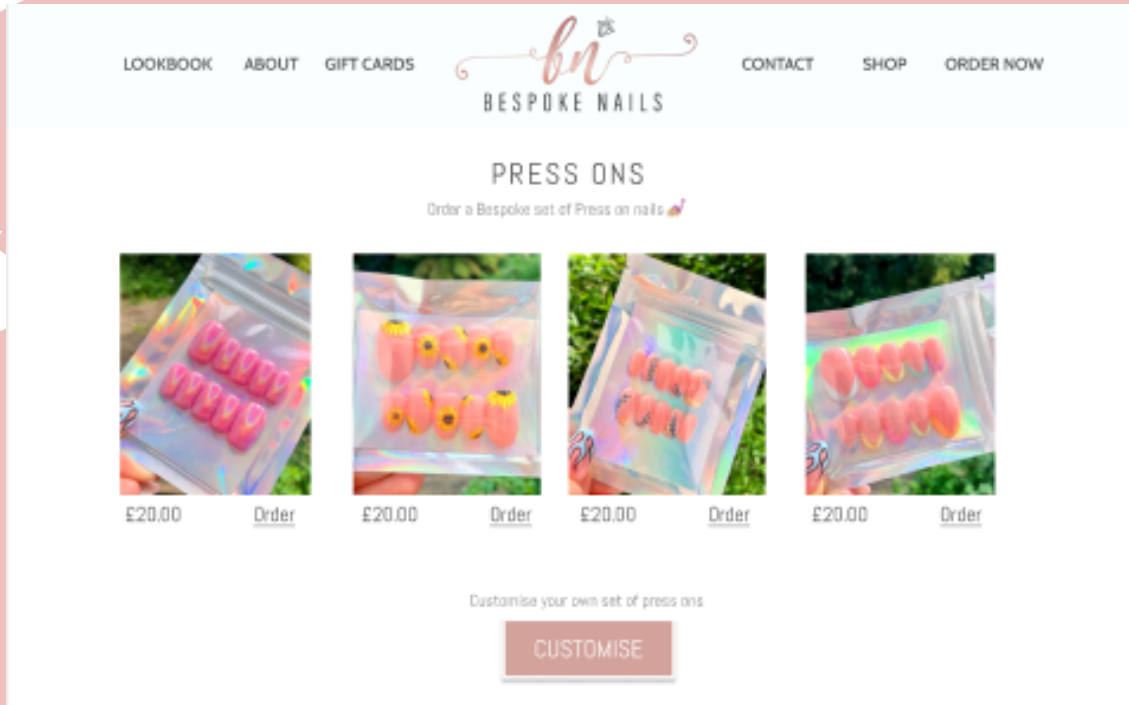 LOOKBOOK ABOUT GIFT CARDS bn CONTACT SHOP ORDER NOW
BESPOKE NAILS
PRESS ONS
Order a Bespoke set of Press on nails 💅
£20.00 Order £20.00 Order £20.00 Order £20.00 Order
Customise your own set of press ons
CUSTOMISE